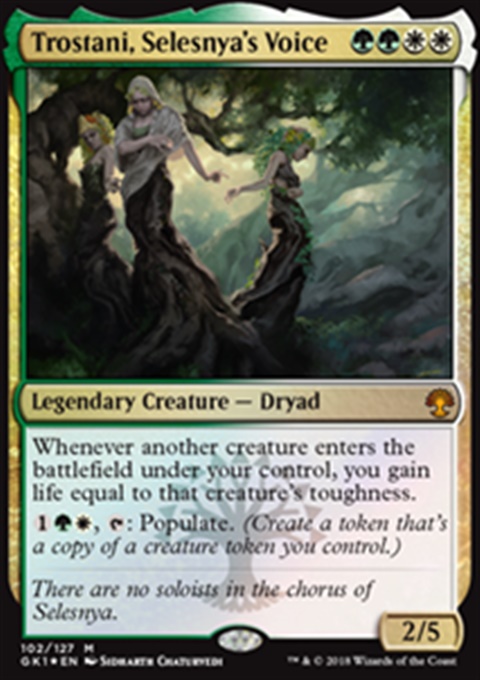 Trostani, Selesnya's Voice
Legendary Creature — Dryad
Whenever another creature enters the
battlefield under your control, you gain
life equal to that creature's toughness.
1, : Populate. (Create a token that's
a copy of a creature token you control.)
There are no soloists in the chorus of
Selesnya.
2/5
102/127 M
GK1★EN Sidharth Chaturvedi
™ & © 2018 Wizards of the Coast